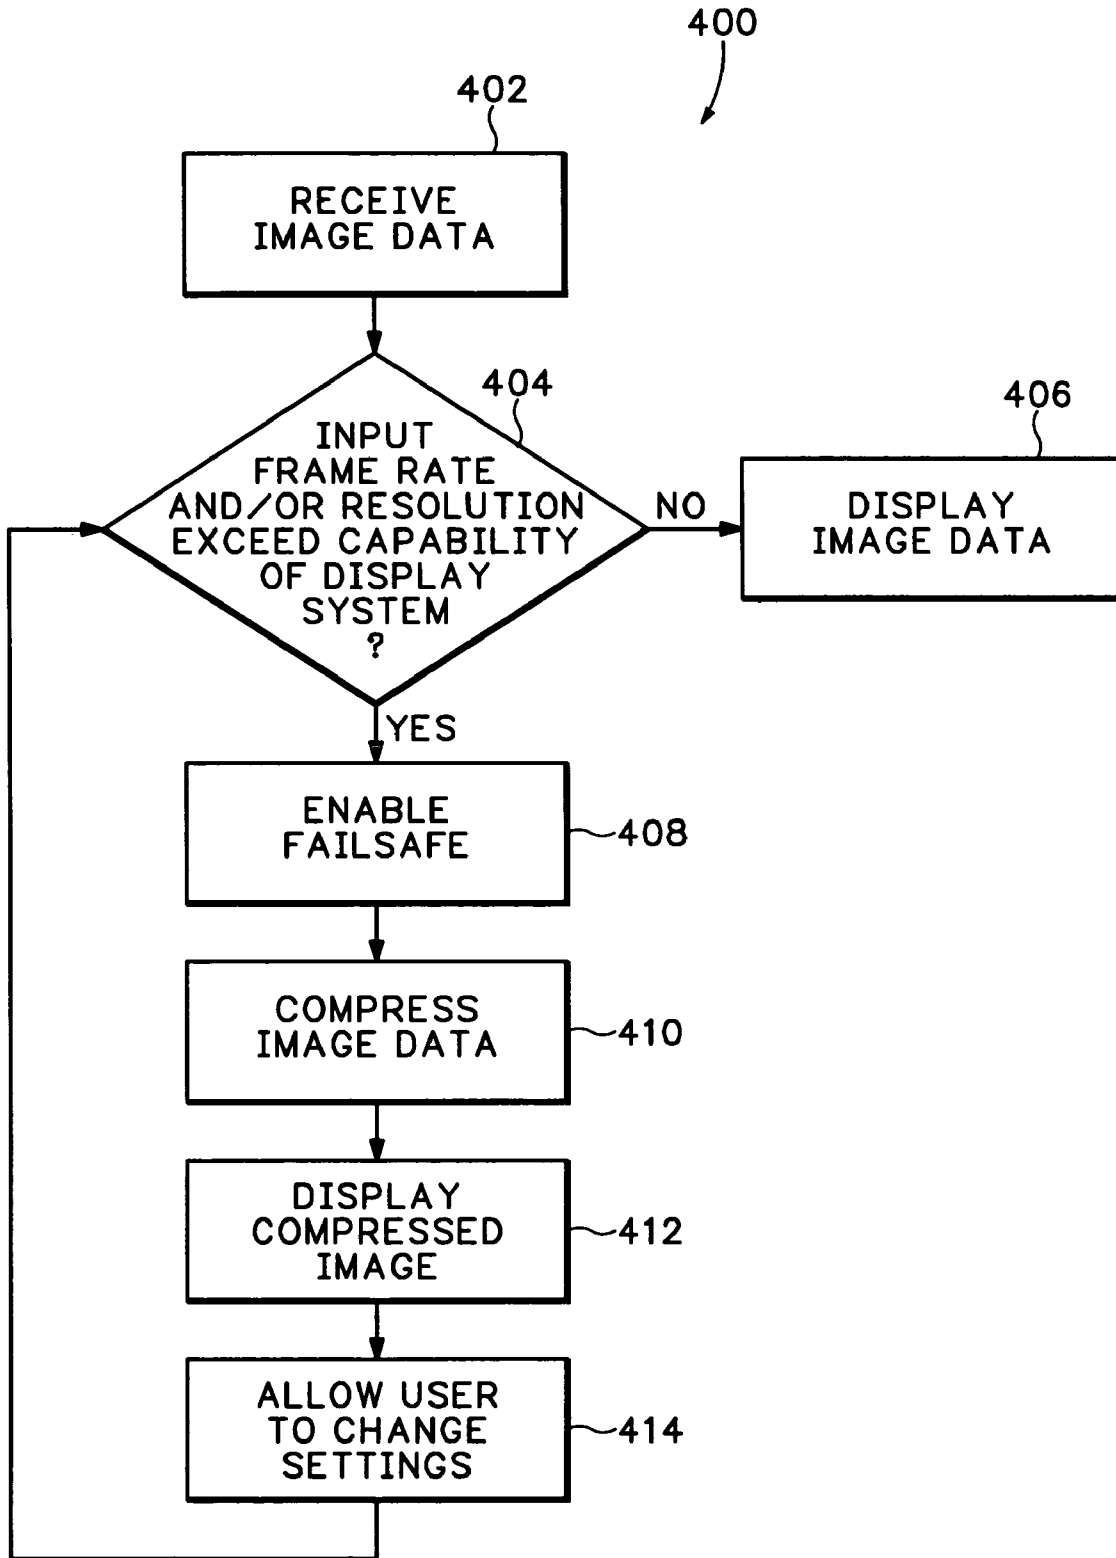 400
402
RECEIVE
IMAGE DATA
404
INPUT
FRAME RATE
AND/OR RESOLUTION
EXCEED CAPABILITY
OF DISPLAY
SYSTEM
?
NO
406
DISPLAY
IMAGE DATA
YES
ENABLE
FAILSAFE
408
COMPRESS
IMAGE DATA
410
DISPLAY
COMPRESSED
IMAGE
412
ALLOW USER
TO CHANGE
SETTINGS
414